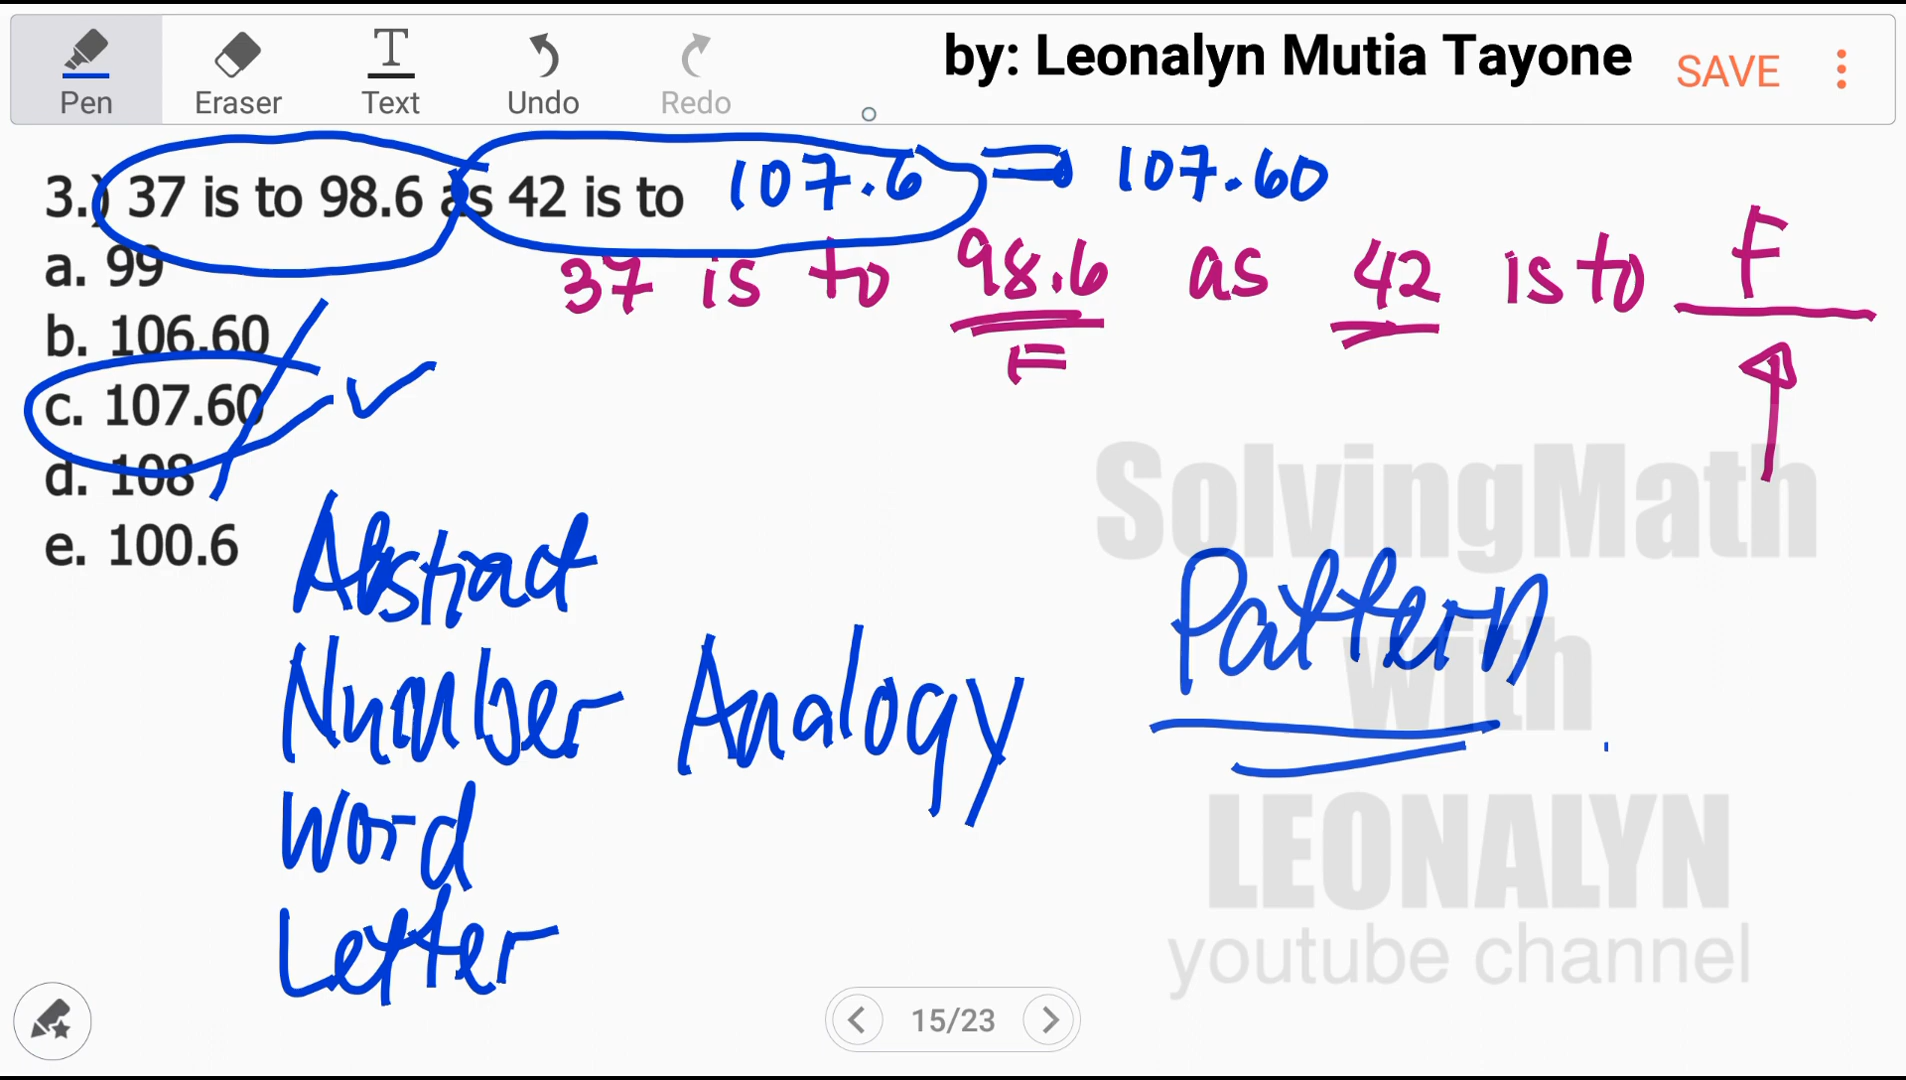 by: Leonalyn Mutia Tayone
Pen Eraser Text Undo Redo SAVE
3.) 37 is to 98.6 as 42 is to 107.6 = 107.60
a. 99
37 is to 98.6 as 42 is to F
F
b. 106.60
c. 107.60
d. 108
e. 100.6
SolvingMath
with
LEONALYN
youtube channel
Abstract
Number Analogy
Word
Letter
Pattern
15/23